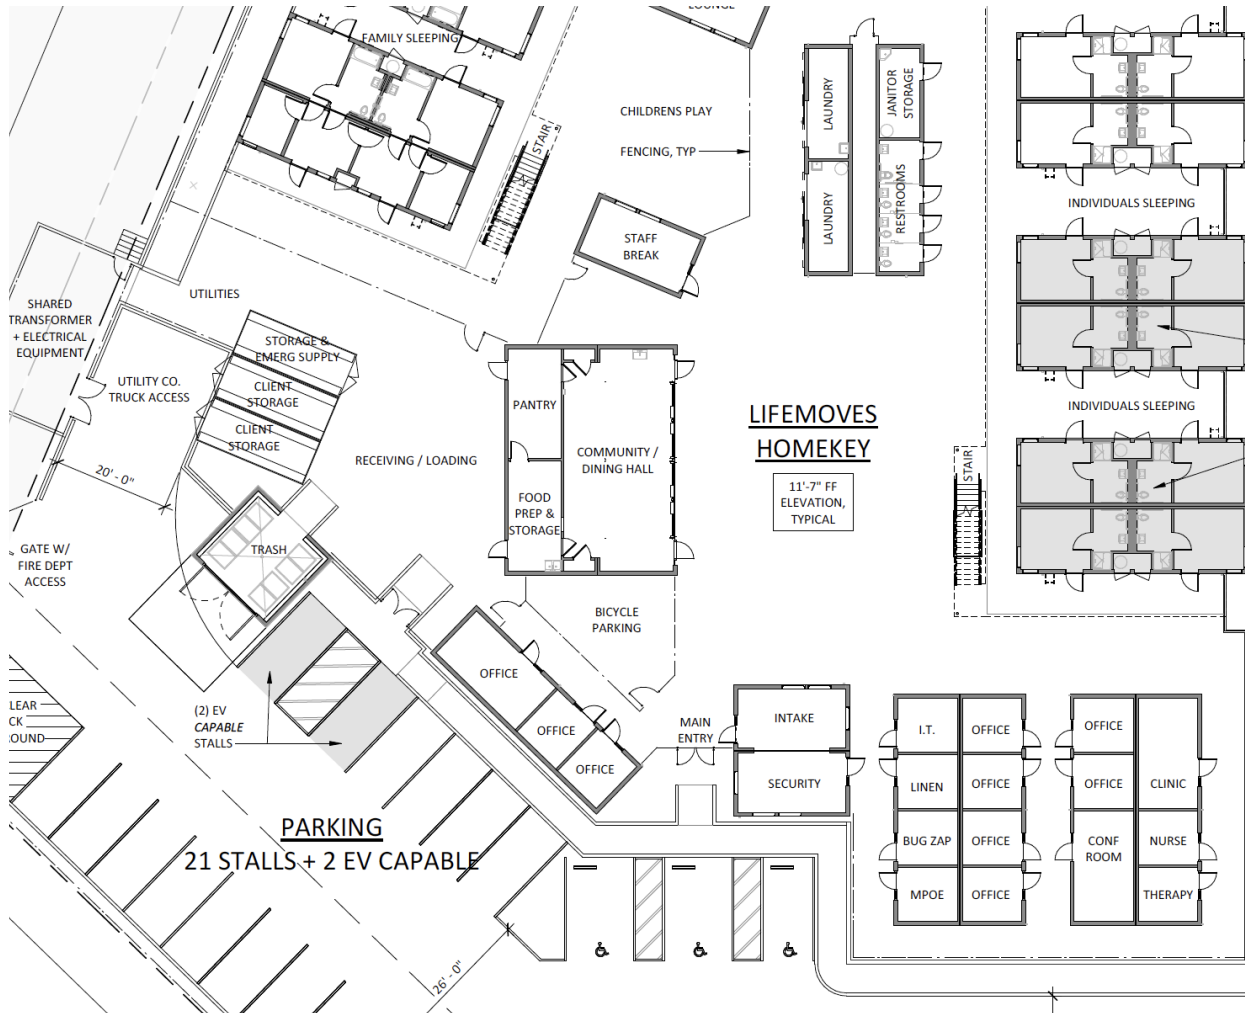 LOUNGE
FAMILY SLEEPING
CHILDRENS PLAY
FENCING, TYP
STAIR
LAUNDRY
LAUNDRY
JANITOR
STORAGE
RESTROOMS
INDIVIDUALS SLEEPING
STAFF
BREAK
UTILITIES
SHARED
TRANSFORMER
+ ELECTRICAL
EQUIPMENT
STORAGE &
EMERG SUPPLY
UTILITY CO.
TRUCK ACCESS
CLIENT
STORAGE
CLIENT
STORAGE
20' - 0"
RECEIVING / LOADING
PANTRY
COMMUNITY /
DINING HALL
FOOD
PREP &
STORAGE
LIFEMOVES
HOMEKEY
11'-7" FF
ELEVATION,
TYPICAL
INDIVIDUALS SLEEPING
STAIR
GATE W/
FIRE DEPT
ACCESS
TRASH
BICYCLE
PARKING
OFFICE
OFFICE
OFFICE
(2) EV
CAPABLE
STALLS
LEAR
CK
ROUND
MAIN
ENTRY
INTAKE
SECURITY
I.T.
OFFICE
LINEN
OFFICE
BUG ZAP
OFFICE
MPOE
OFFICE
OFFICE
OFFICE
CONF
ROOM
CLINIC
NURSE
THERAPY
PARKING
21 STALLS + 2 EV CAPABLE
26' - 0"